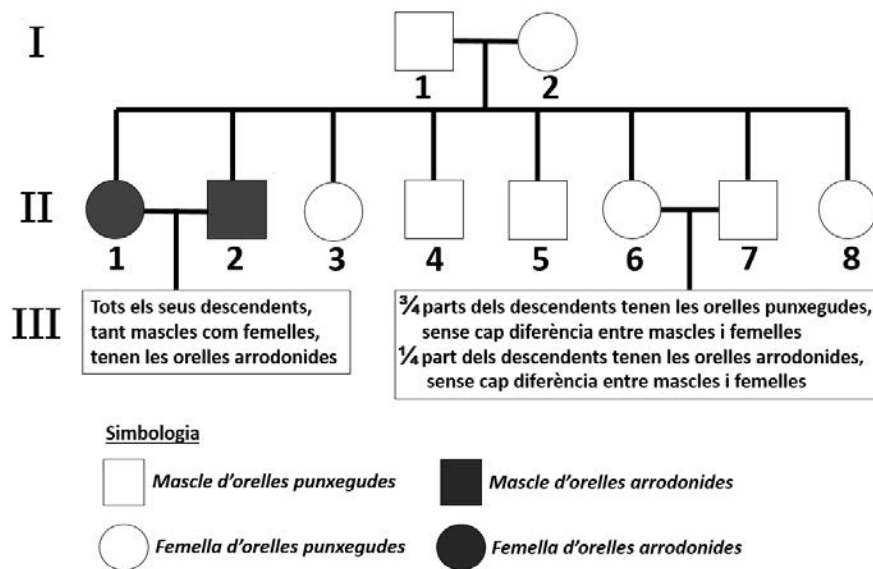 I
1 2
II
1 2 3 4 5 6 7 8
III
Tots els seus descendents,
tant mascles com femelles,
tenen les orelles arrodonides
¾ parts dels descendents tenen les orelles punxegudes,
sense cap diferència entre mascles i femelles
¼ part dels descendents tenen les orelles arrodonides,
sense cap diferència entre mascles i femelles
Simbologia
Mascle d'orelles punxegudes
Mascle d'orelles arrodonides
Femella d'orelles punxegudes
Femella d'orelles arrodonides